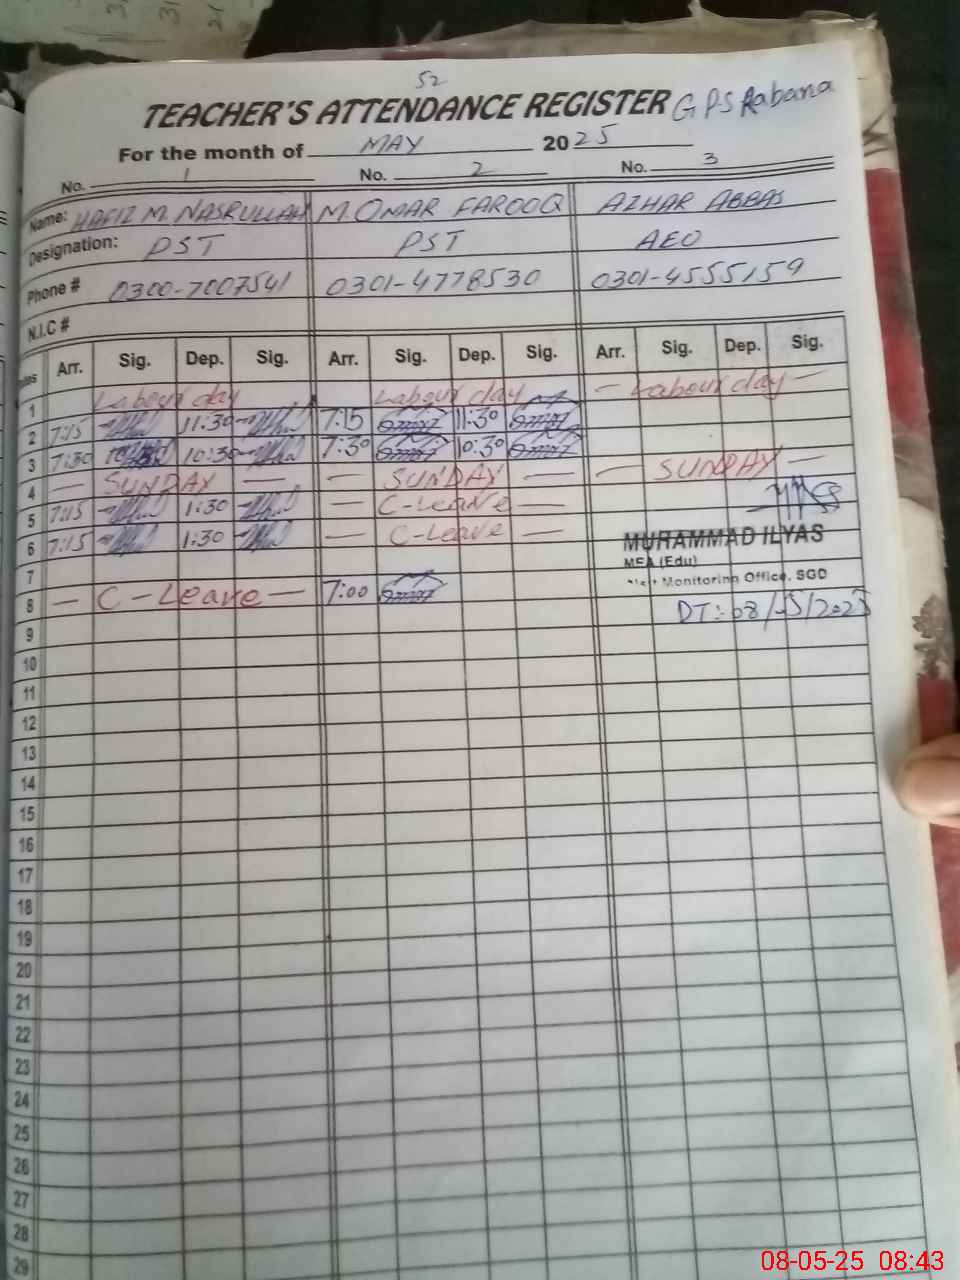 52
TEACHER'S ATTENDANCE REGISTER GPS Rabana
For the month of MAY 2025
No. 1 No. 2 No. 3
Name: HAFIZ M. NASRULLAH M. OMAR FAROOQ AZHAR ABBAS
Designation: PST PST AEO
Phone # 0300-7007541 0301-4778530 0301-4555159
N.I.C #
Arr. Sig. Dep. Sig. Arr. Sig. Dep. Sig. Arr. Sig. Dep. Sig.
1 Labour day Labour day — Labour day —
2 7:15 11:30 7:15 11:30
3 7:30 10:30 7:30 10:30
4 — SUNDAY — — SUNDAY — — SUNDAY —
5 7:15 1:30 — C-Leave —
6 7:15 1:30 — C-Leave —
MUHAMMAD ILYAS
MEA (Edu)
7
Monitoring Office, SGD
8 — C-Leave — 7:00
DT:-08/5/2025
9
10
11
12
13
14
15
16
17
18
19
20
21
22
23
24
25
26
27
28
29
08-05-25 08:43